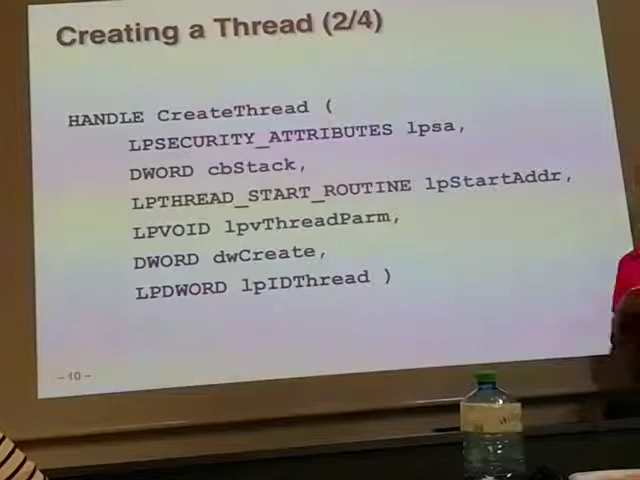 Creating a Thread (2/4)
HANDLE CreateThread (
LPSECURITY_ATTRIBUTES lpsa,
DWORD cbStack,
LPTHREAD_START_ROUTINE lpStartAddr,
LPVOID lpvThreadParm,
DWORD dwCreate,
LPDWORD lpIDThread )
– 10 –